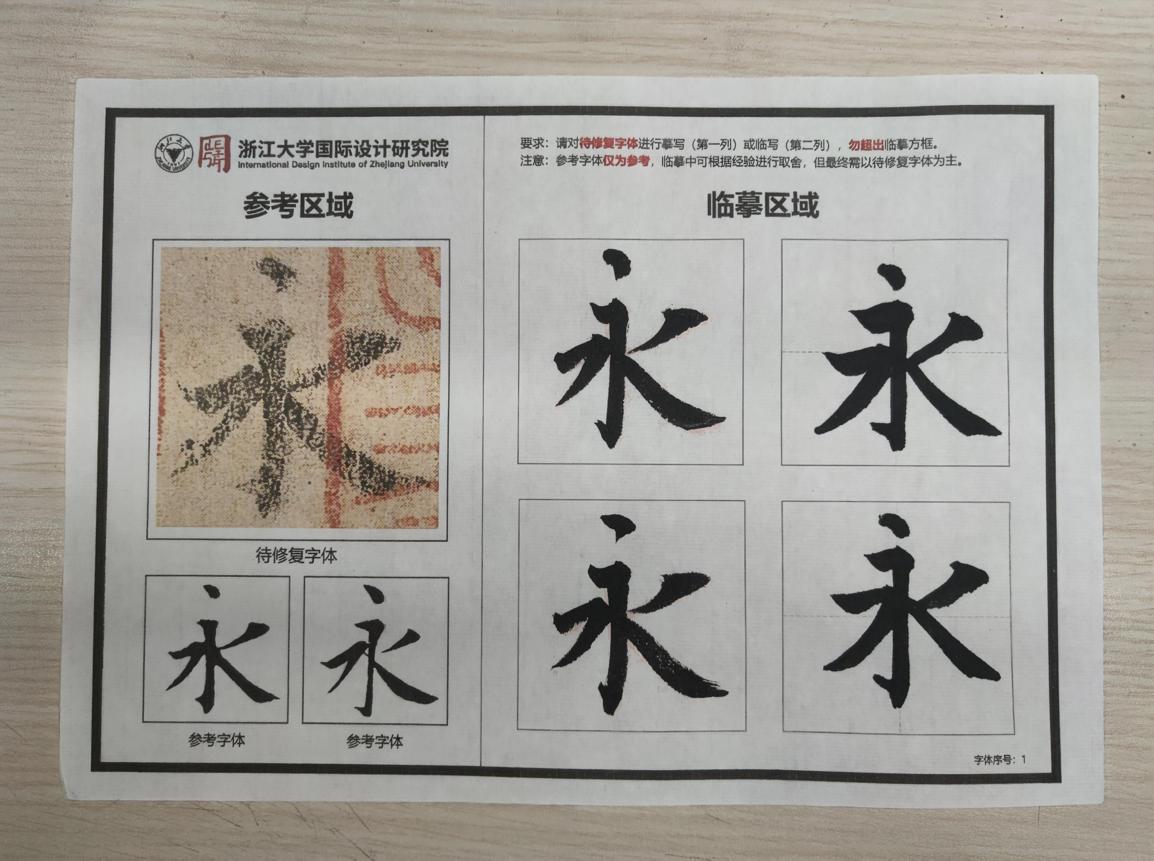 浙江大学国际设计研究院
International Design Institute of Zhejiang University
参考区域
永
待修复字体
永 永
参考字体 参考字体
要求：请对待修复字体进行摹写（第一列）或临写（第二列），勿超出临摹方框。
注意：参考字体仅为参考，临摹中可根据经验进行取舍，但最终需以待修复字体为主。
临摹区域
永 永
永 永
字体序号：1